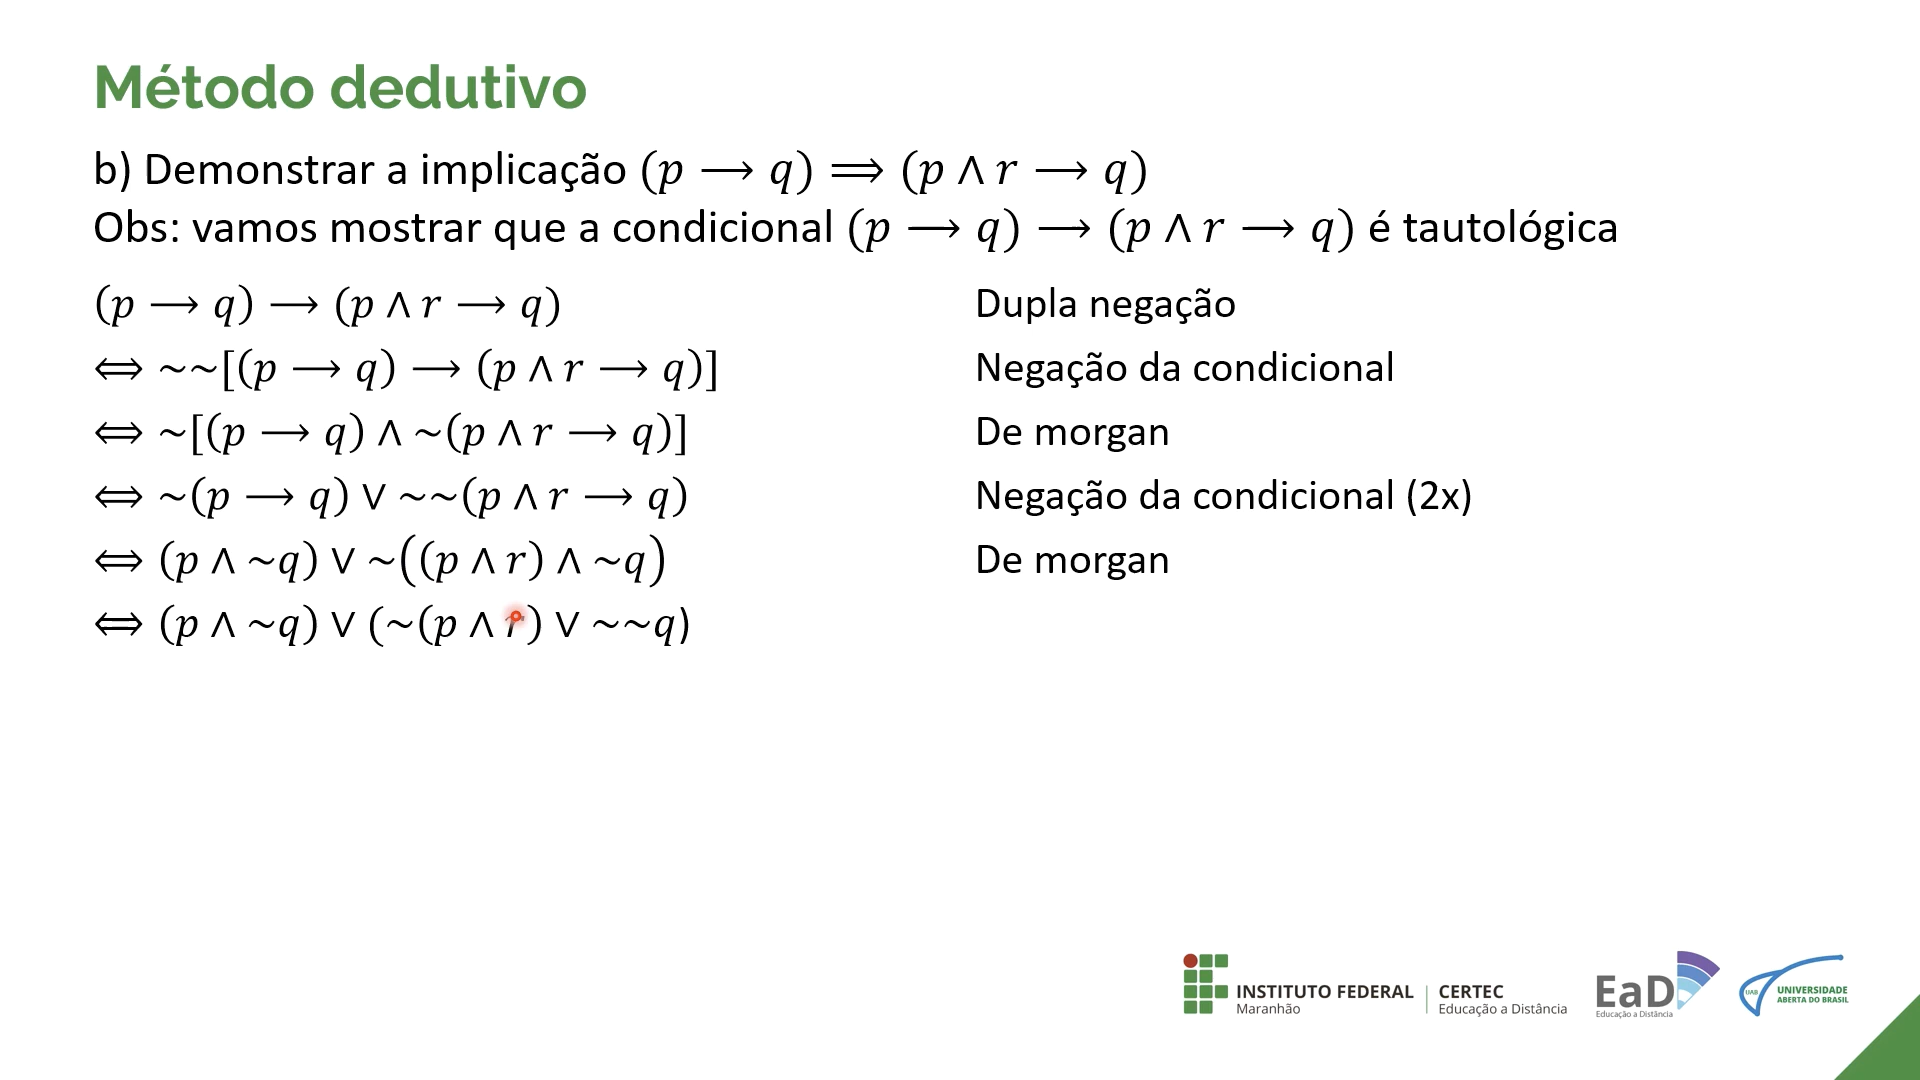 Método dedutivo
b) Demonstrar a implicação (p ⟶ q) ⟹ (p ∧ r ⟶ q)
Obs: vamos mostrar que a condicional (p ⟶ q) ⟶ (p ∧ r ⟶ q) é tautológica
(p ⟶ q) ⟶ (p ∧ r ⟶ q) Dupla negação
⟺ ~~[(p ⟶ q) ⟶ (p ∧ r ⟶ q)] Negação da condicional
⟺ ~[(p ⟶ q) ∧ ~(p ∧ r ⟶ q)] De morgan
⟺ ~(p ⟶ q) ∨ ~~(p ∧ r ⟶ q) Negação da condicional (2x)
⟺ (p ∧ ~q) ∨ ~((p ∧ r) ∧ ~q) De morgan
⟺ (p ∧ ~q) ∨ (~(p ∧ r) ∨ ~~q)
INSTITUTO FEDERAL
Maranhão
CERTEC
Educação a Distância
EaD
Educação a Distância
UAB
UNIVERSIDADE
ABERTA DO BRASIL